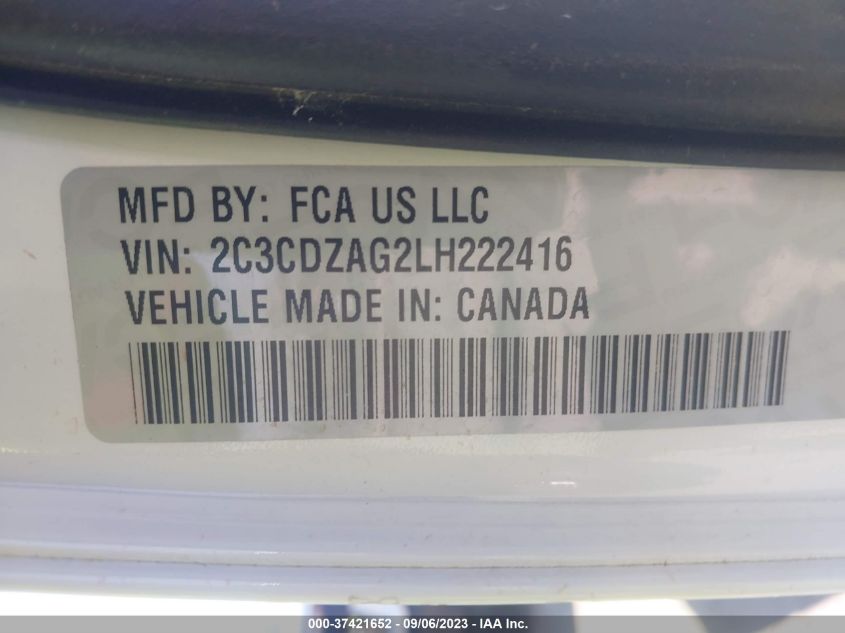 MFD BY: FCA US LLC
VIN: 2C3CDZAG2LH222416
VEHICLE MADE IN: CANADA
000-37421652 - 09/06/2023 - IAA Inc.